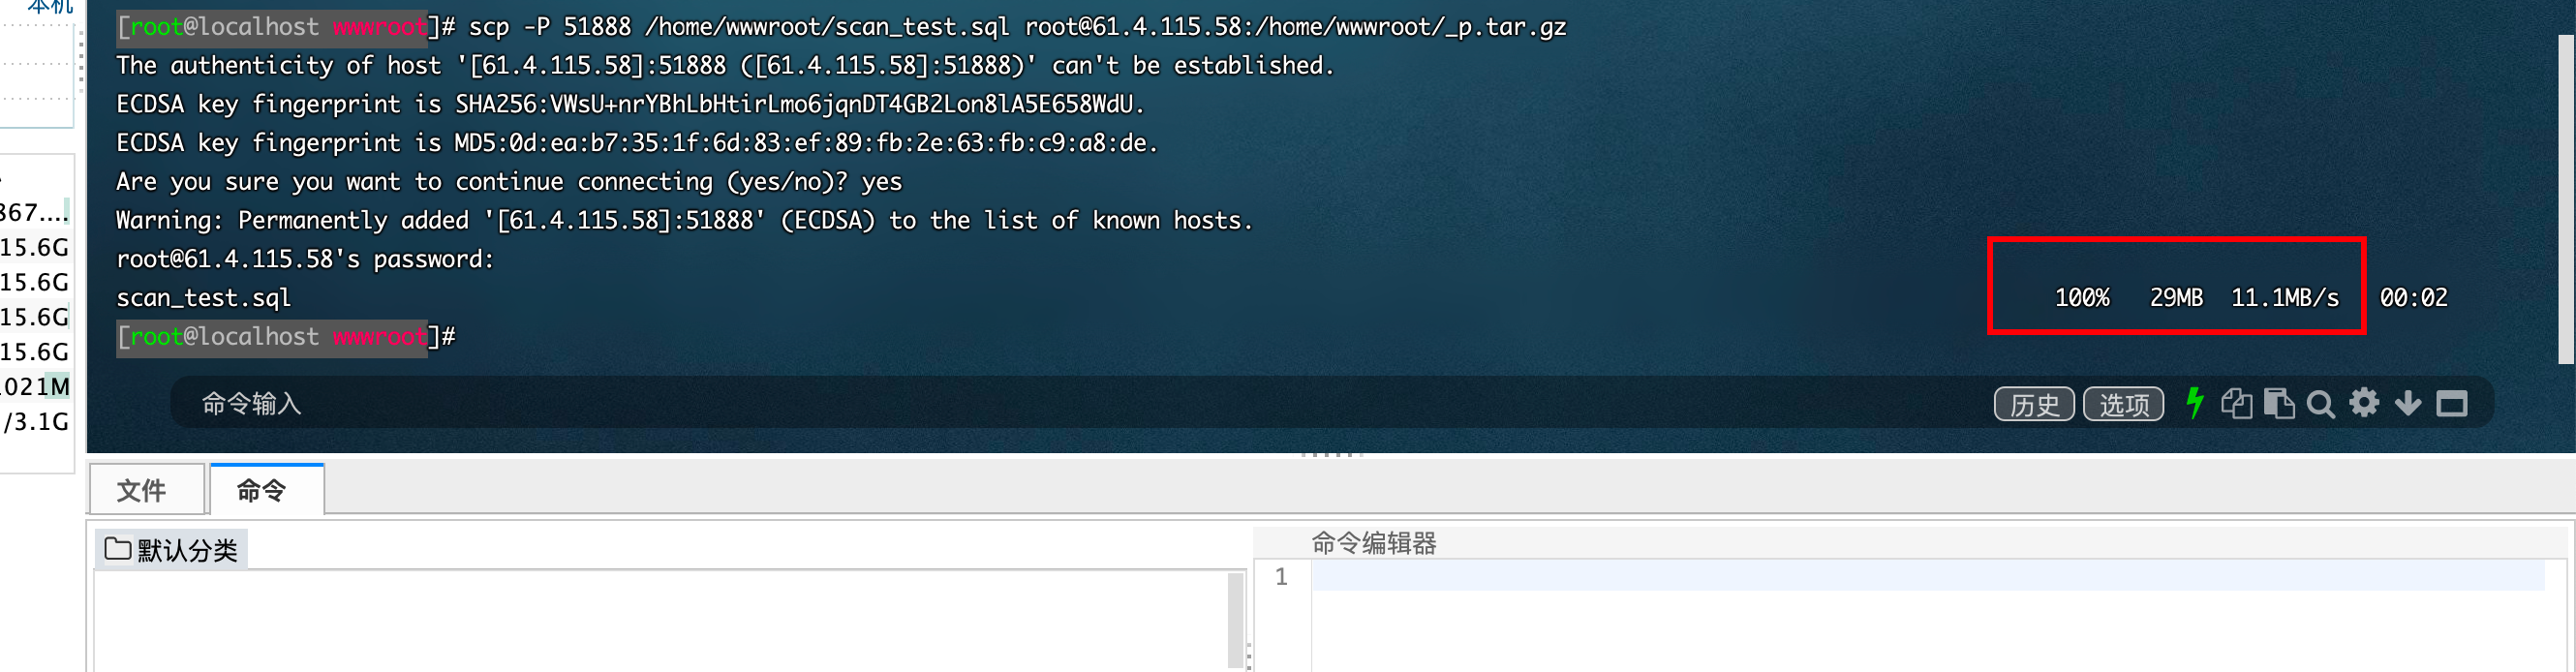 本机
[root@localhost wwwroot]# scp -P 51888 /home/wwwroot/scan_test.sql root@61.4.115.58:/home/wwwroot/_p.tar.gz
The authenticity of host '[61.4.115.58]:51888 ([61.4.115.58]:51888)' can't be established.
ECDSA key fingerprint is SHA256:VWsU+nrYBhLbHtirLmo6jqnDT4GB2Lon8lA5E658WdU.
ECDSA key fingerprint is MD5:0d:ea:b7:35:1f:6d:83:ef:89:fb:2e:63:fb:c9:a8:de.
Are you sure you want to continue connecting (yes/no)? yes
Warning: Permanently added '[61.4.115.58]:51888' (ECDSA) to the list of known hosts.
root@61.4.115.58's password:
scan_test.sql 100% 29MB 11.1MB/s 00:02
[root@localhost wwwroot]#
367....
15.6G
15.6G
15.6G
15.6G
021M
/3.1G
命令输入 历史 选项
文件 命令
默认分类
命令编辑器
1